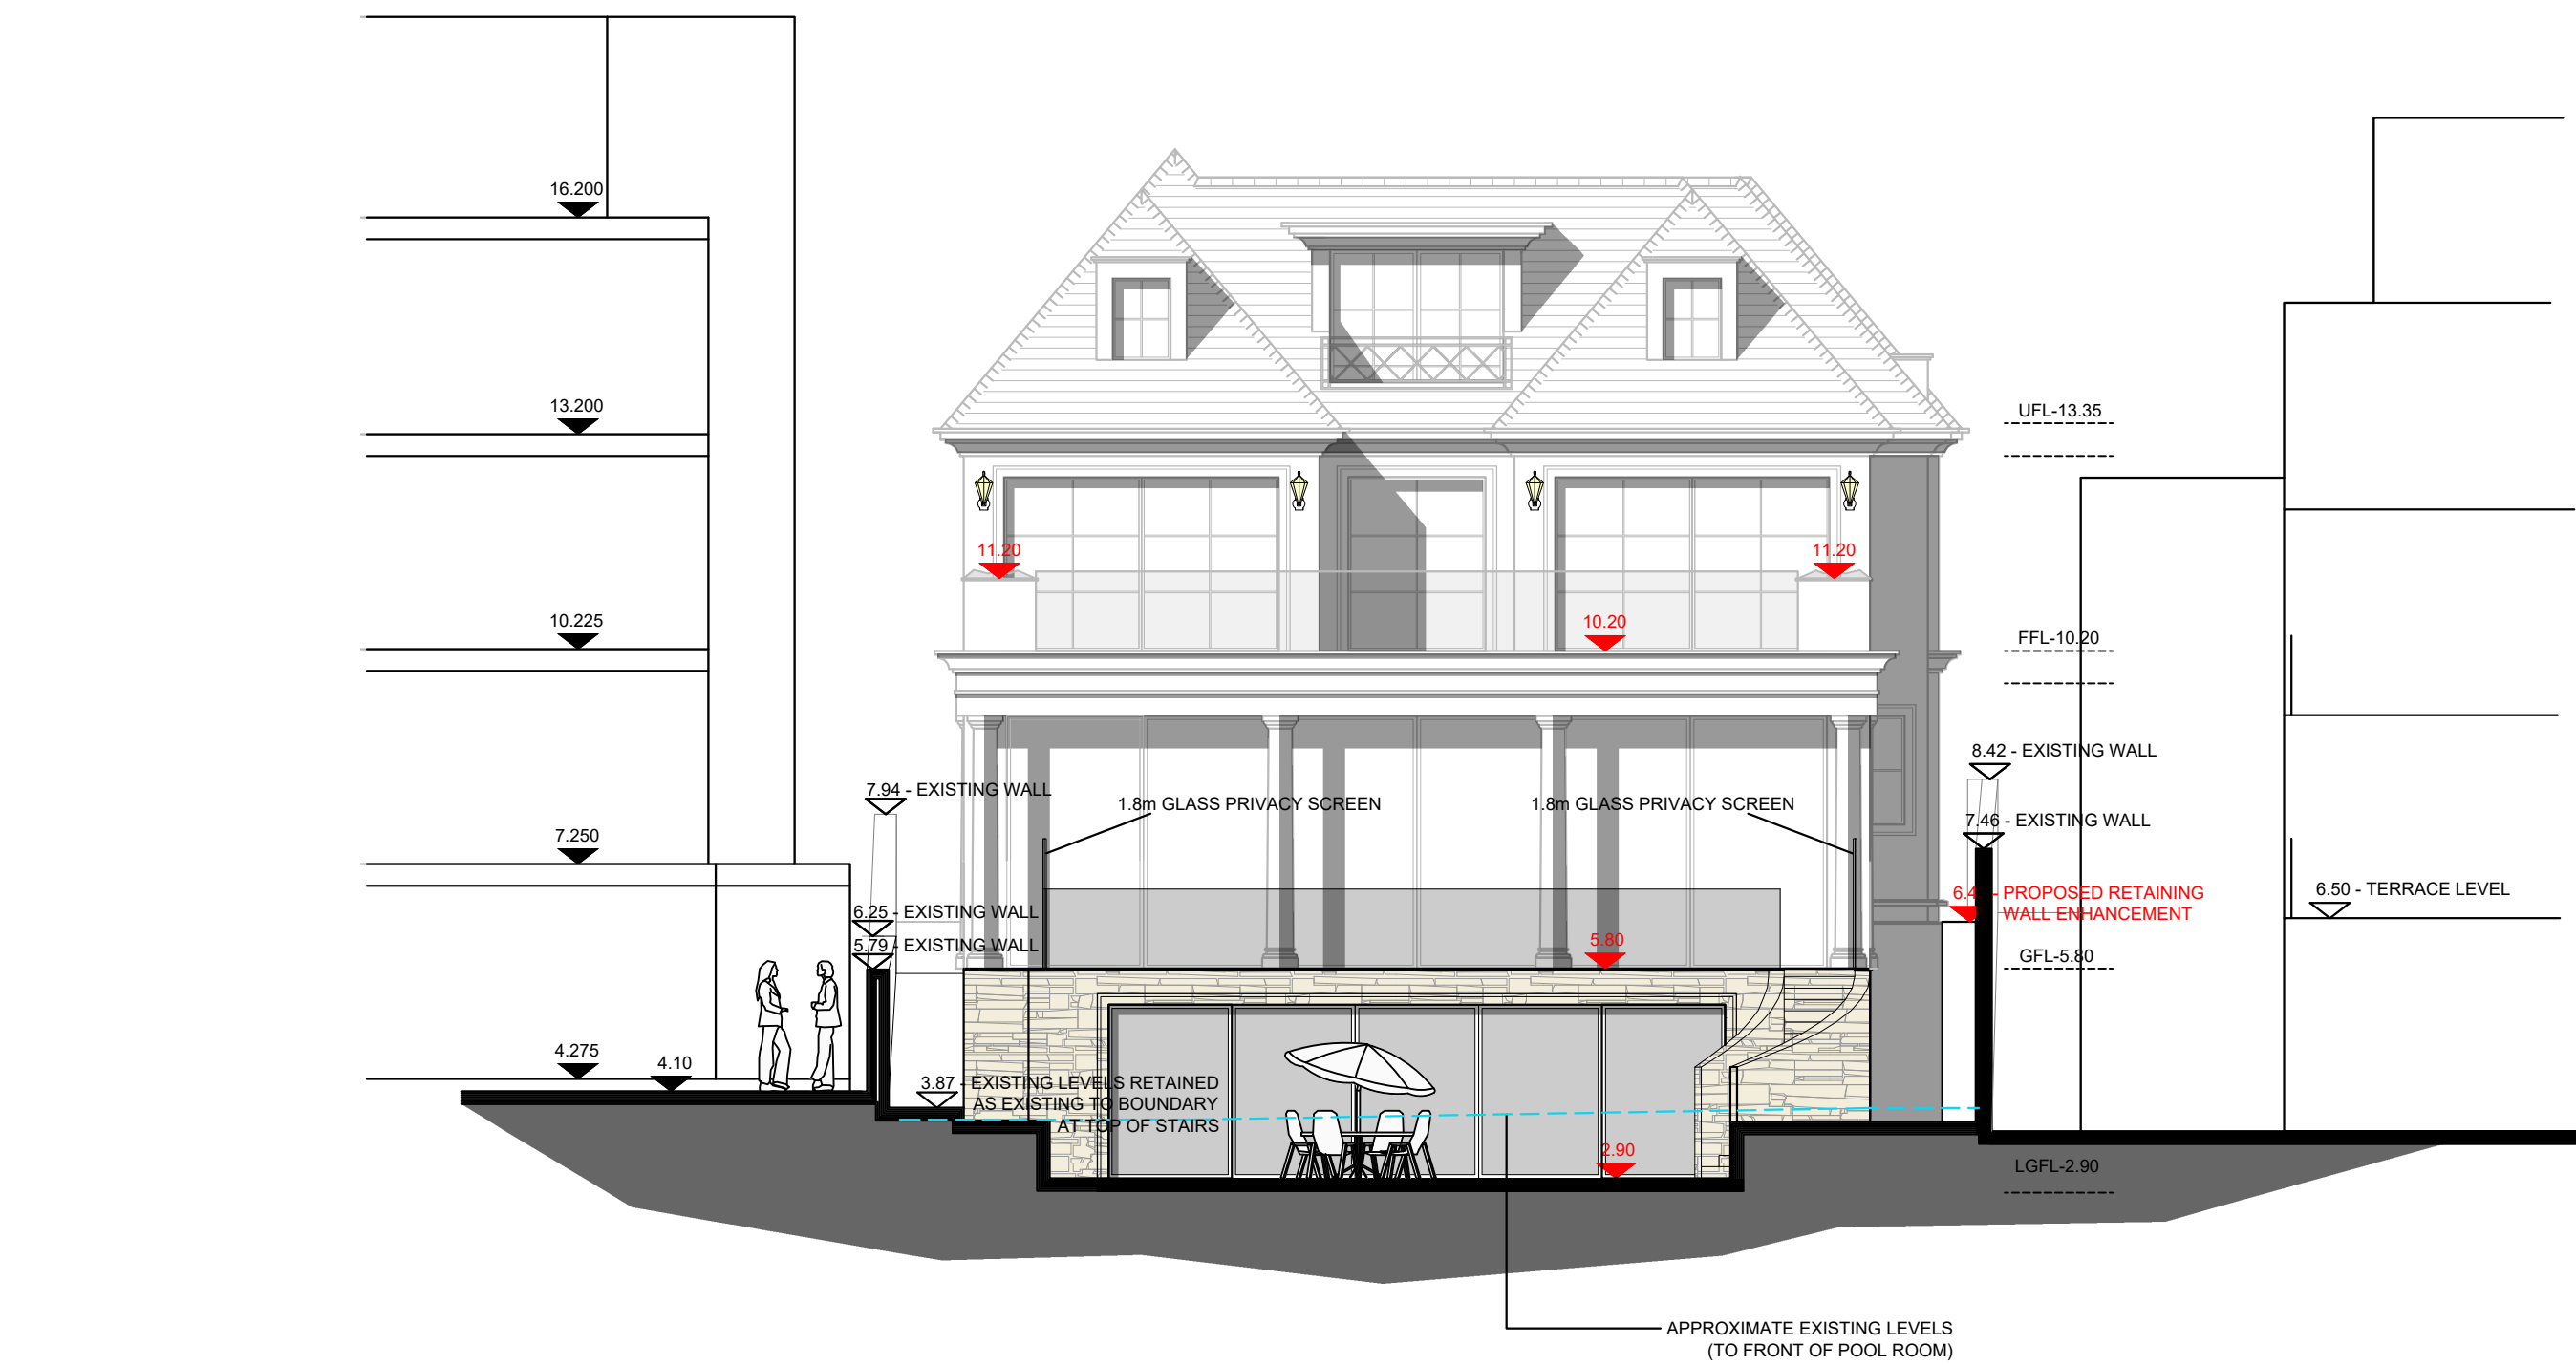 16.200
13.200
UFL-13.35
11.20
11.20
10.225
10.20
FFL-10.20
8.42 - EXISTING WALL
7.94 - EXISTING WALL
1.8m GLASS PRIVACY SCREEN
1.8m GLASS PRIVACY SCREEN
7.46 - EXISTING WALL
7.250
PROPOSED RETAINING
WALL ENHANCEMENT
6.50 - TERRACE LEVEL
6.25 - EXISTING WALL
5.79 - EXISTING WALL
5.80
GFL-5.80
4.275
4.10
3.87 - EXISTING LEVELS RETAINED
AS EXISTING TO BOUNDARY
AT TOP OF STAIRS
2.90
LGFL-2.90
APPROXIMATE EXISTING LEVELS
(TO FRONT OF POOL ROOM)